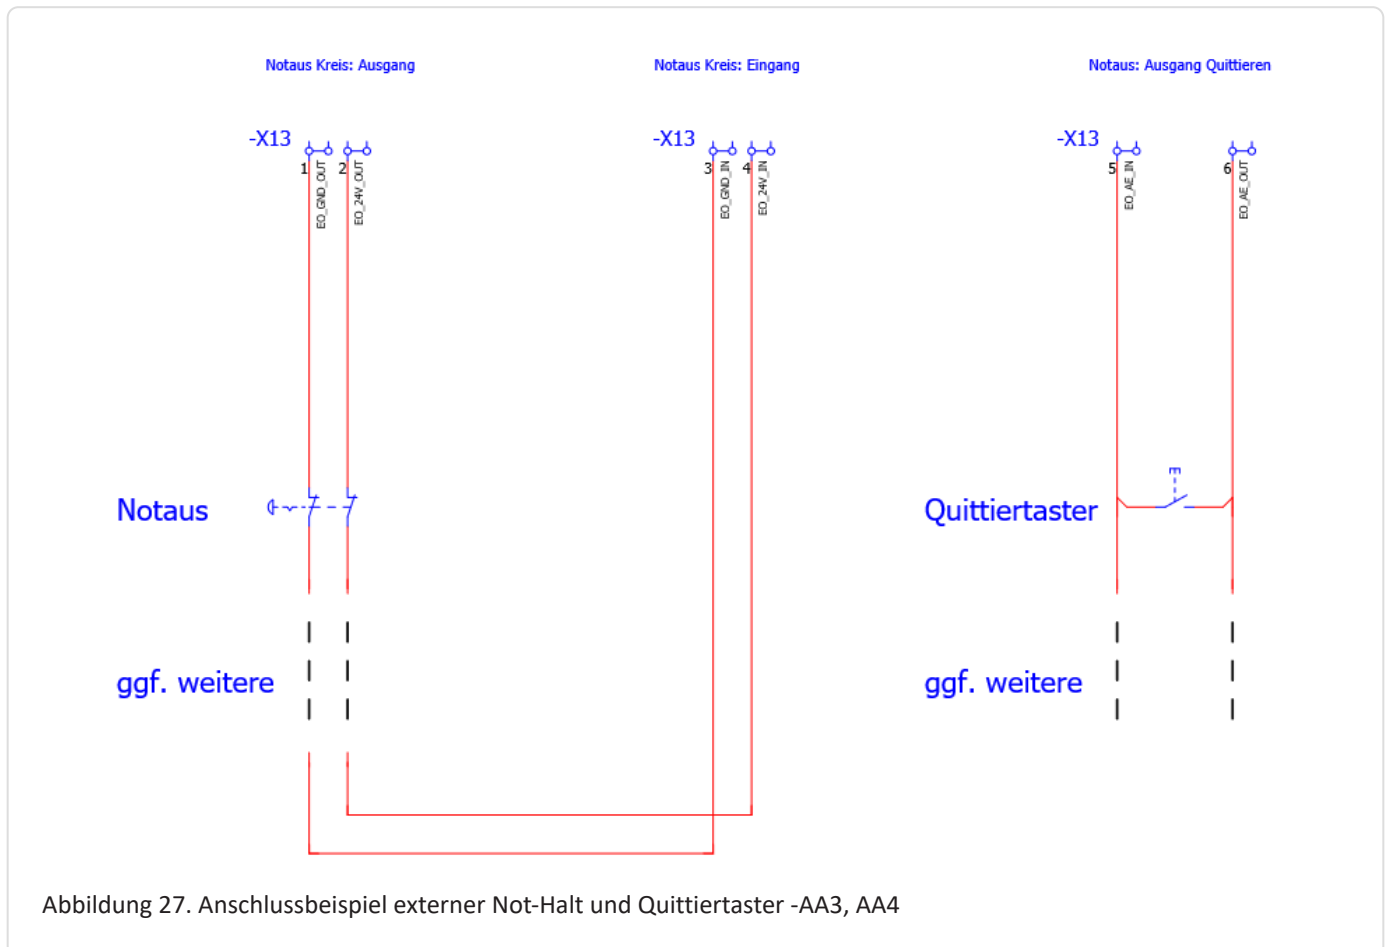 Notaus Kreis: Ausgang
Notaus Kreis: Eingang
Notaus: Ausgang Quittieren
-X13
1
EO_GND_OUT
2
EO_24V_OUT
-X13
3
EO_GND_IN
4
EO_24V_IN
-X13
5
EO_AE_IN
6
EO_AE_OUT
Notaus
Quittiertaster
ggf. weitere
ggf. weitere
Abbildung 27. Anschlussbeispiel externer Not-Halt und Quittiertaster -AA3, AA4